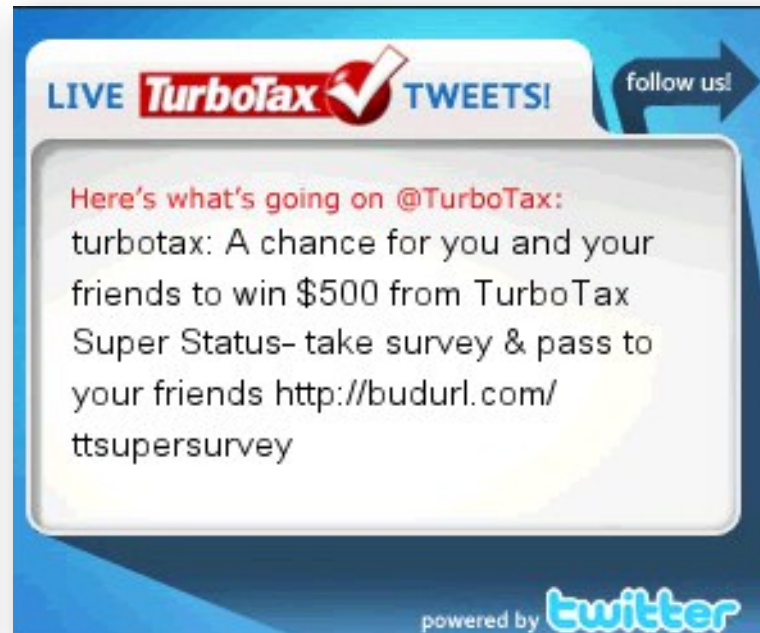 LIVE TurboTax TWEETS!
follow us!
Here's what's going on @TurboTax:
turbotax: A chance for you and your
friends to win $500 from TurboTax
Super Status- take survey & pass to
your friends http://budurl.com/
ttsupersurvey
powered by twitter